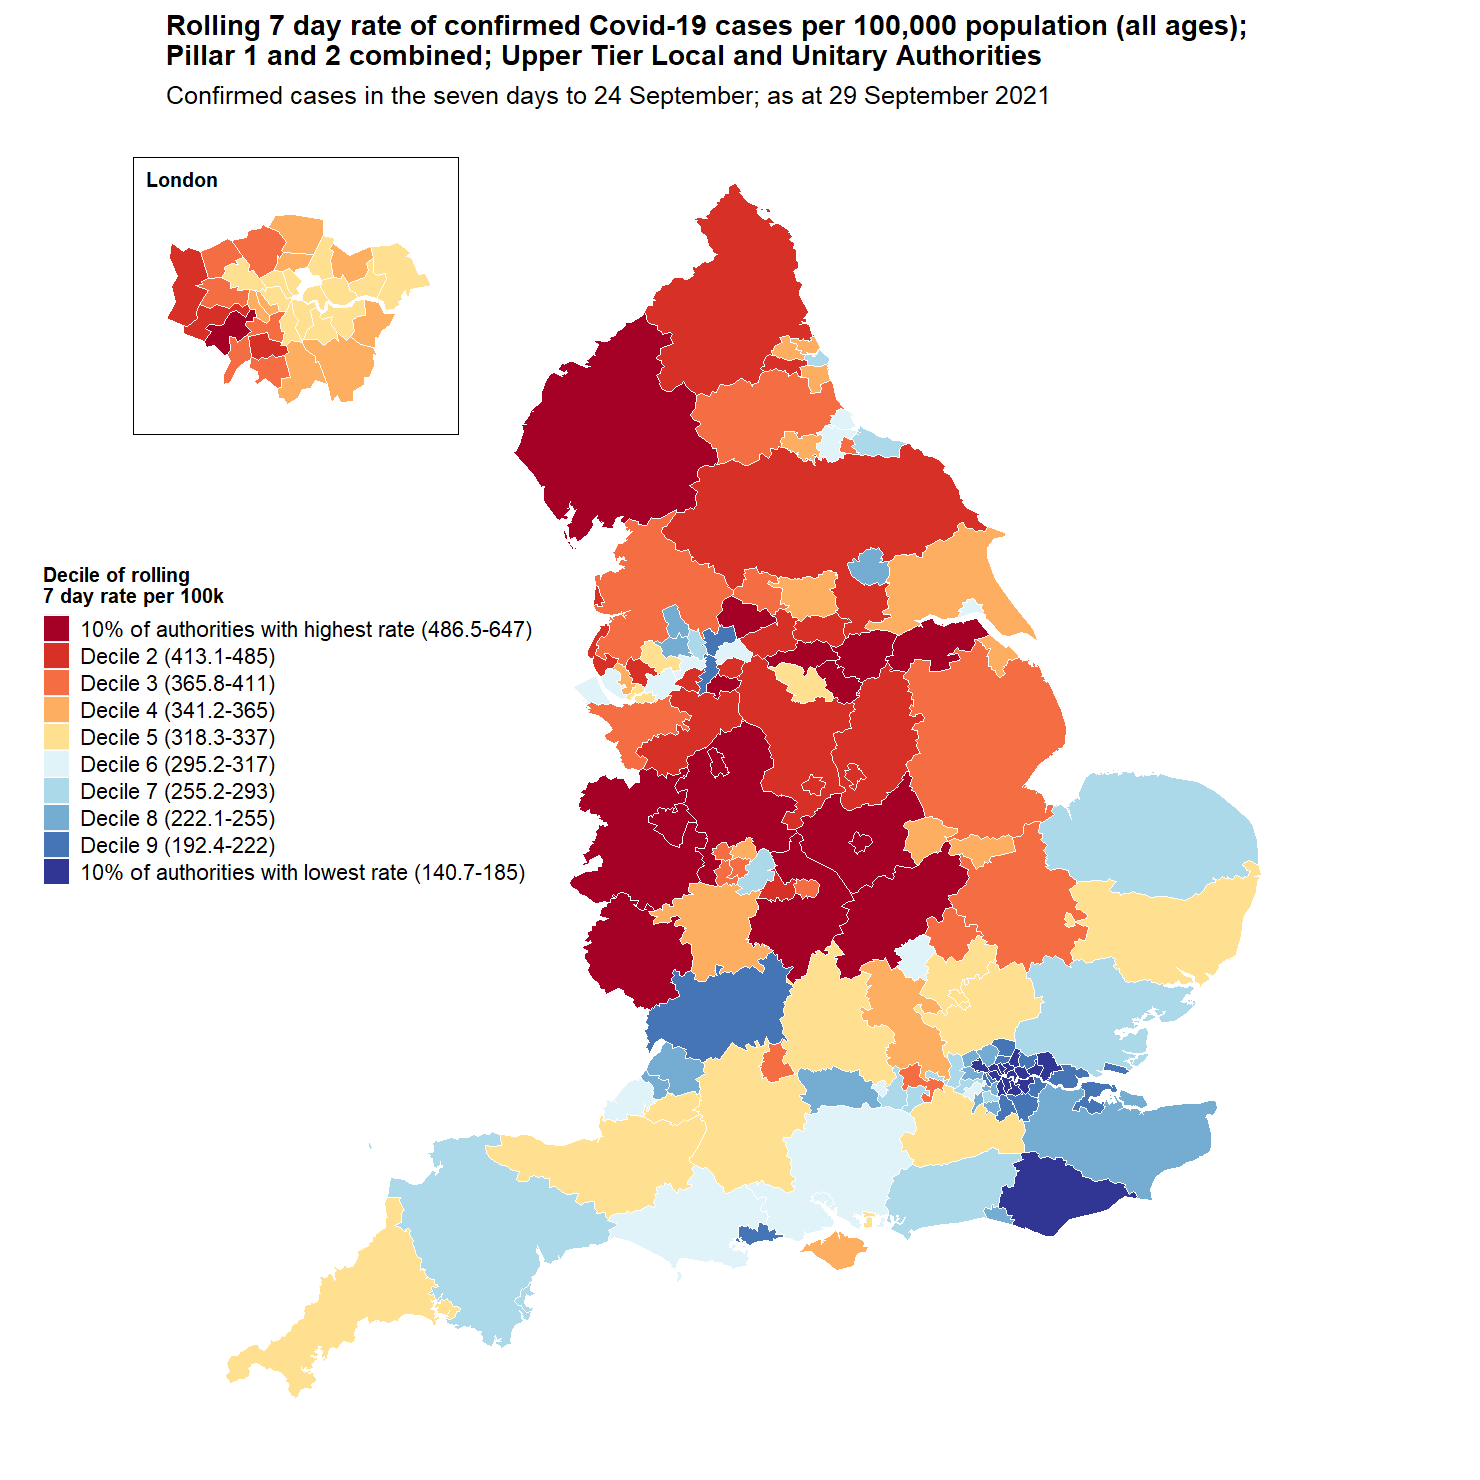 Rolling 7 day rate of confirmed Covid-19 cases per 100,000 population (all ages);
Pillar 1 and 2 combined; Upper Tier Local and Unitary Authorities
Confirmed cases in the seven days to 24 September; as at 29 September 2021
London
Decile of rolling
7 day rate per 100k
10% of authorities with highest rate (486.5-647)
Decile 2 (413.1-485)
Decile 3 (365.8-411)
Decile 4 (341.2-365)
Decile 5 (318.3-337)
Decile 6 (295.2-317)
Decile 7 (255.2-293)
Decile 8 (222.1-255)
Decile 9 (192.4-222)
10% of authorities with lowest rate (140.7-185)